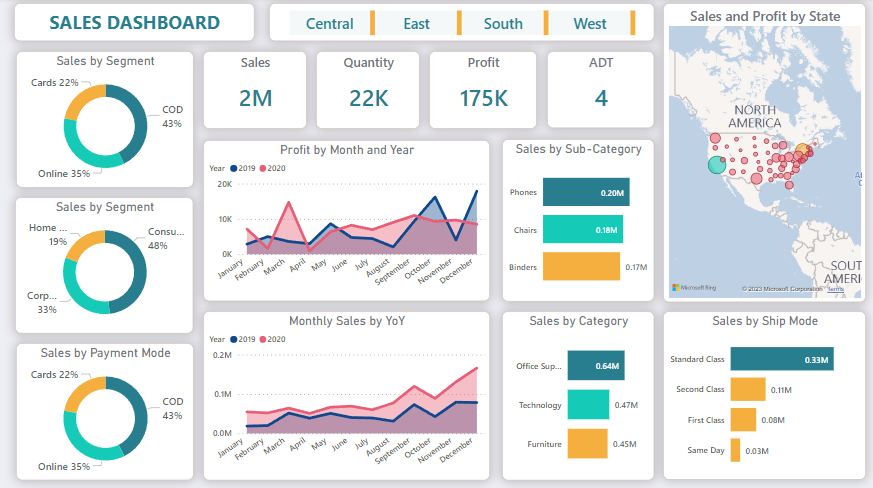 SALES DASHBOARD
Central East South West
Sales by Segment
Cards 22%
COD
43%
Online 35%
Sales by Segment
Home ...
19%
Consu...
48%
Corp...
33%
Sales by Payment Mode
Cards 22%
COD
43%
Online 35%
Sales
2M
Quantity
22K
Profit
175K
ADT
4
Profit by Month and Year
Year 2019 2020
20K
10K
0K
January
February
March
April
May
June
July
August
September
October
November
December
Monthly Sales by YoY
Year 2019 2020
0.2M
0.1M
0.0M
January
February
March
April
May
June
July
August
September
October
November
December
Sales by Sub-Category
Phones 0.20M
Chairs 0.18M
Binders 0.17M
Sales by Category
Office Sup... 0.64M
Technology 0.47M
Furniture 0.45M
Sales and Profit by State
NORTH
AMERICA
SOUT
AMERI
Microsoft Bing
© 2023 Microsoft Corporation Terms
Sales by Ship Mode
Standard Class 0.33M
Second Class 0.11M
First Class 0.08M
Same Day 0.03M